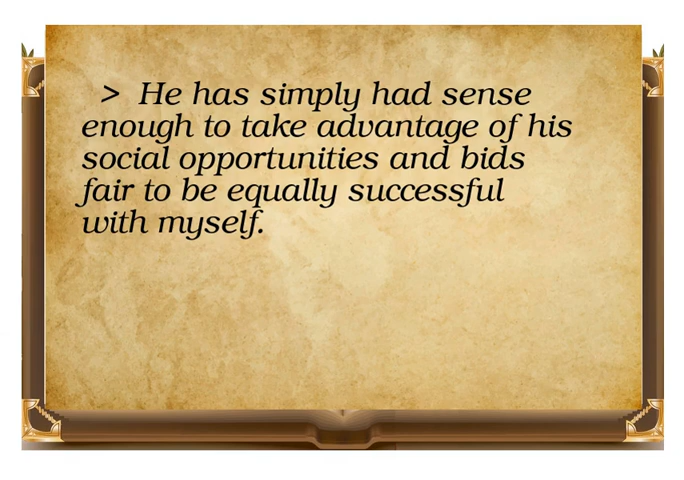 > He has simply had sense
enough to take advantage of his
social opportunities and bids
fair to be equally successful
with myself.